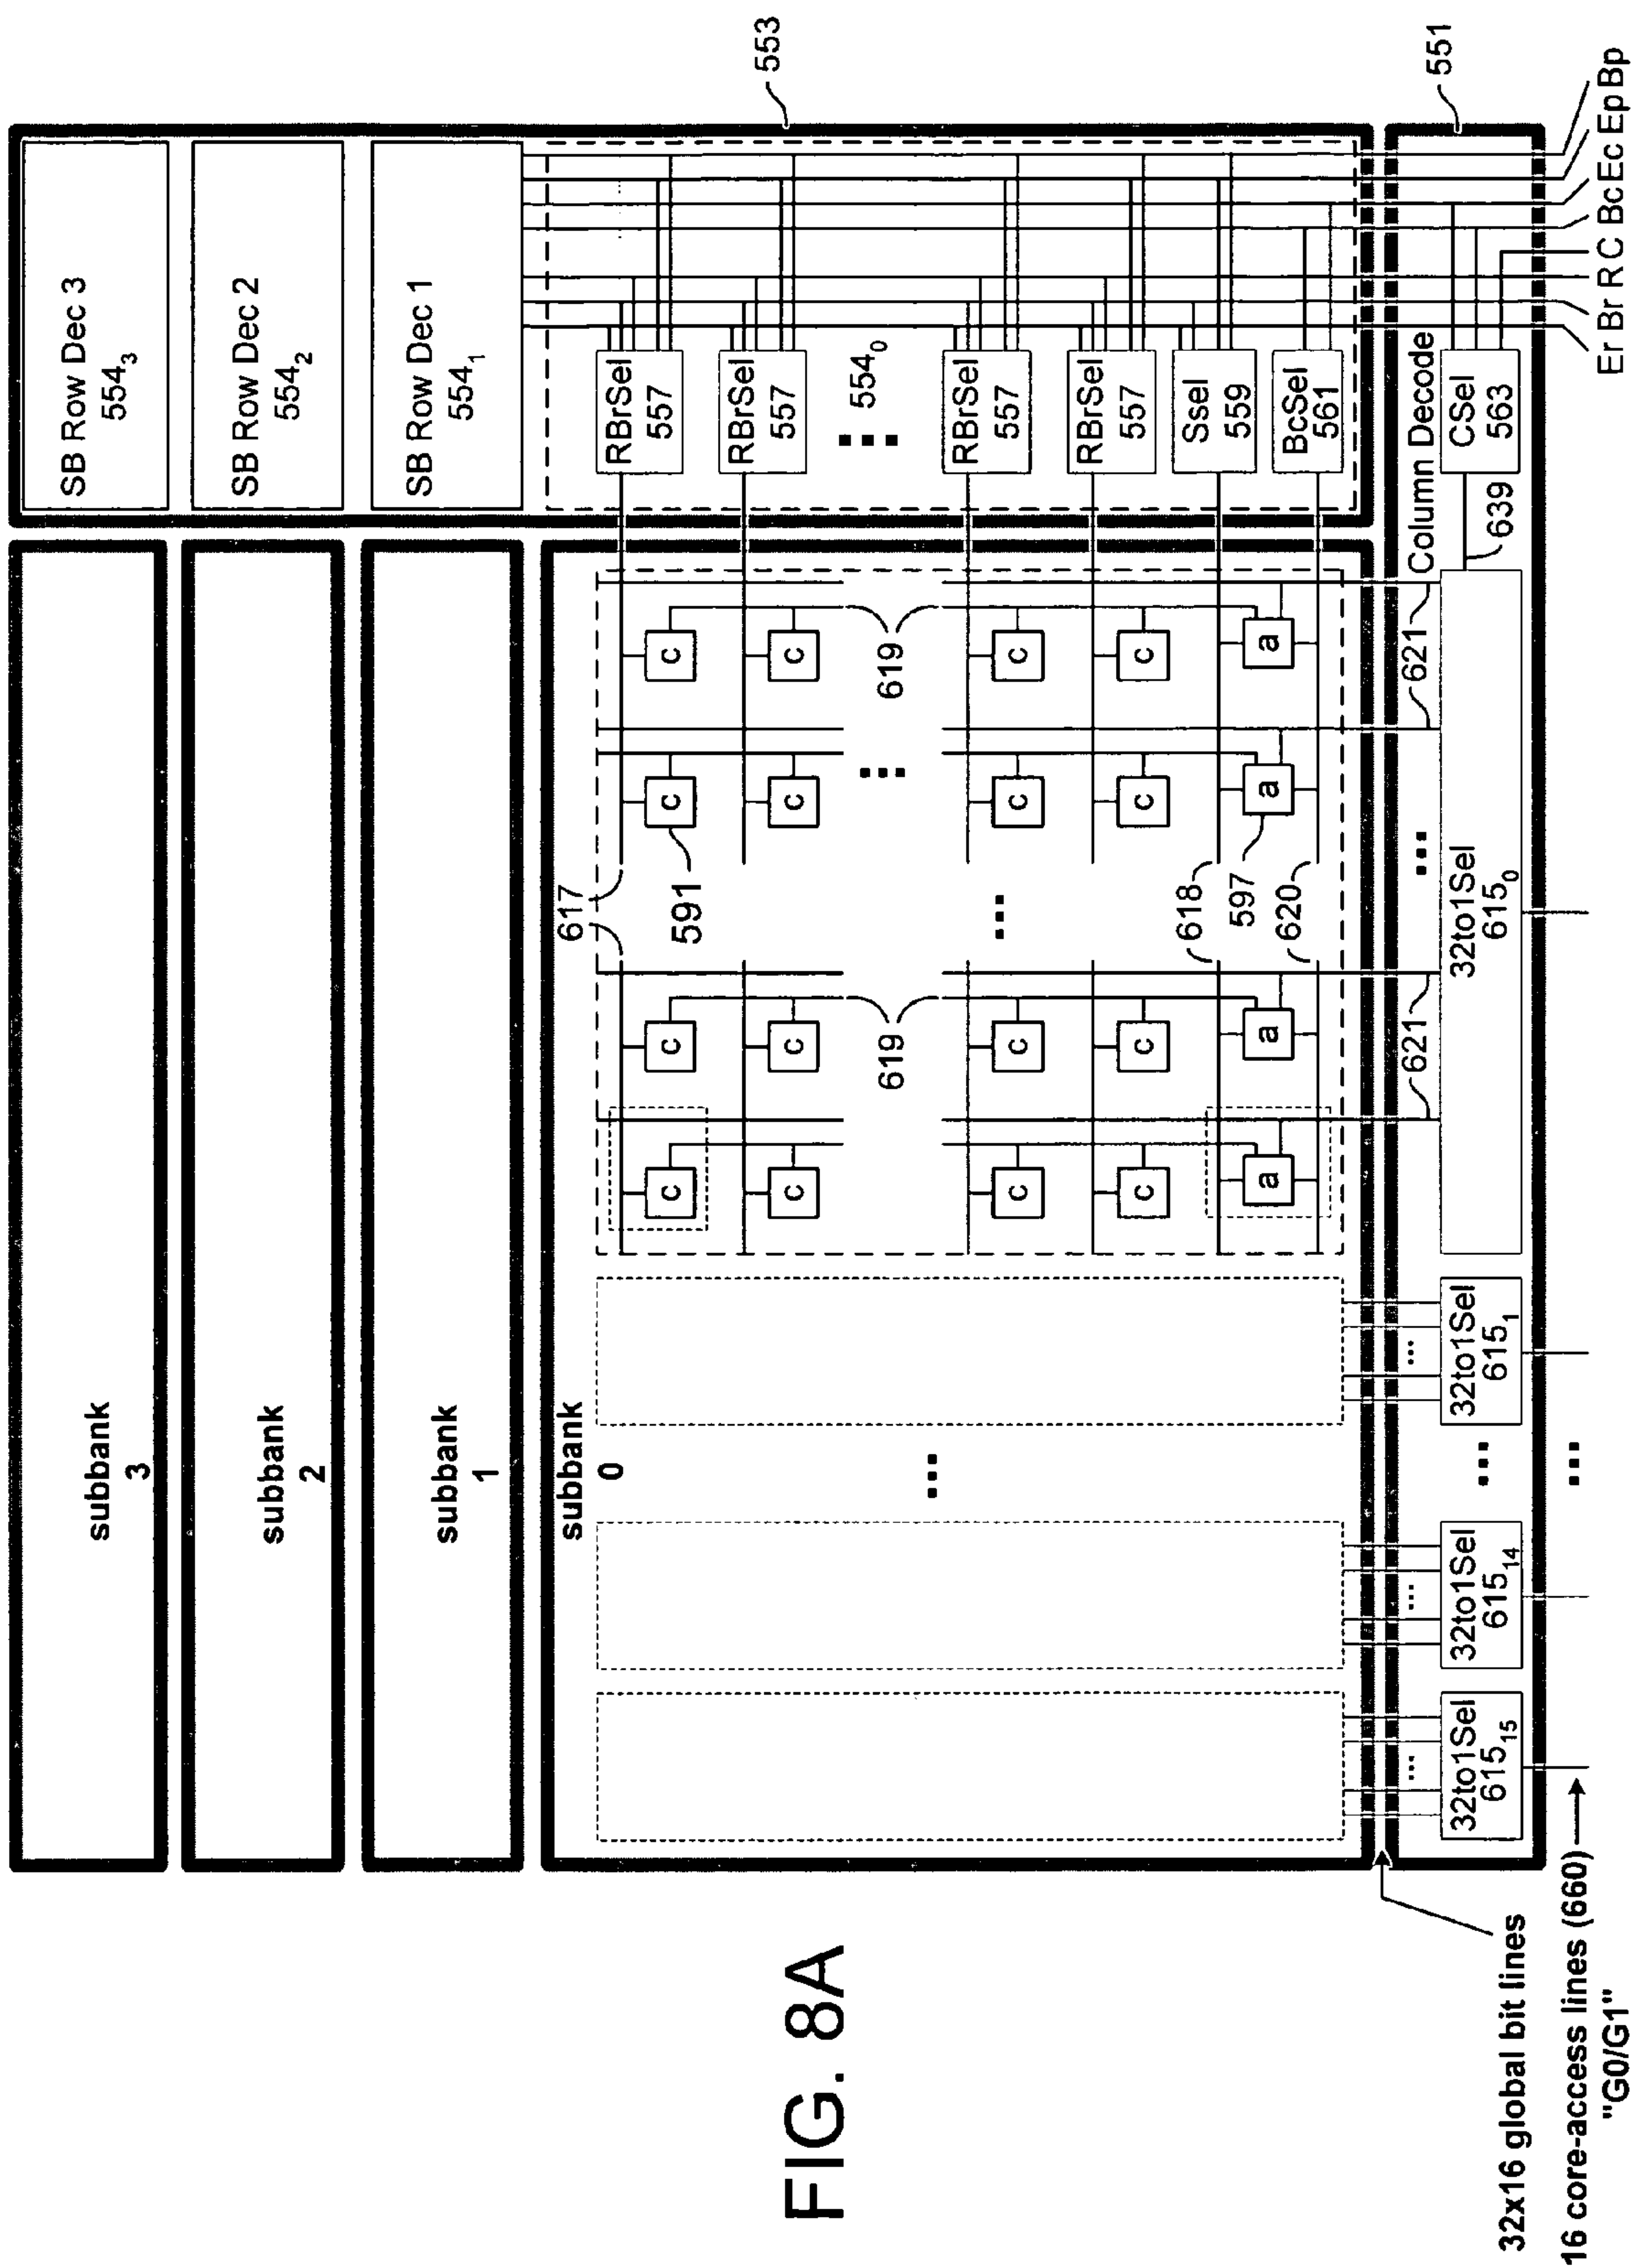 subbank
3
SB Row Dec 3
554₃
subbank
2
SB Row Dec 2
554₂
subbank
1
SB Row Dec 1
554₁
553
subbank
0
617
RBrSel
557
c
c
c
c
591
RBrSel
557
c
c
c
c
...
619
...
619
... 554₀
...
RBrSel
557
c
c
c
c
RBrSel
557
c
c
c
c
618
Ssel
559
a
a
a
a
597
620
BcSel
561
32x16 global bit lines
...
...
...
621
...
621
Column Decode
551
32to1Sel
615₁₅
32to1Sel
615₁₄
...
32to1Sel
615₁
32to1Sel
615₀
639
CSel
563
16 core-access lines (660)
"G0/G1"
...
Er Br R C Bc Ec Ep Bp
FIG. 8A